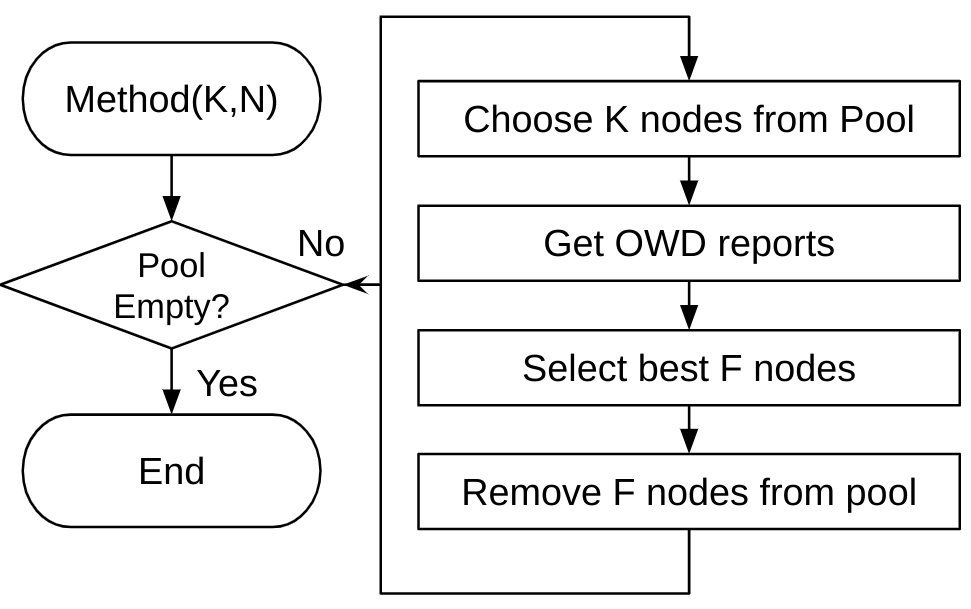 Method(K,N)
Pool
Empty?
No
Yes
End
Choose K nodes from Pool
Get OWD reports
Select best F nodes
Remove F nodes from pool